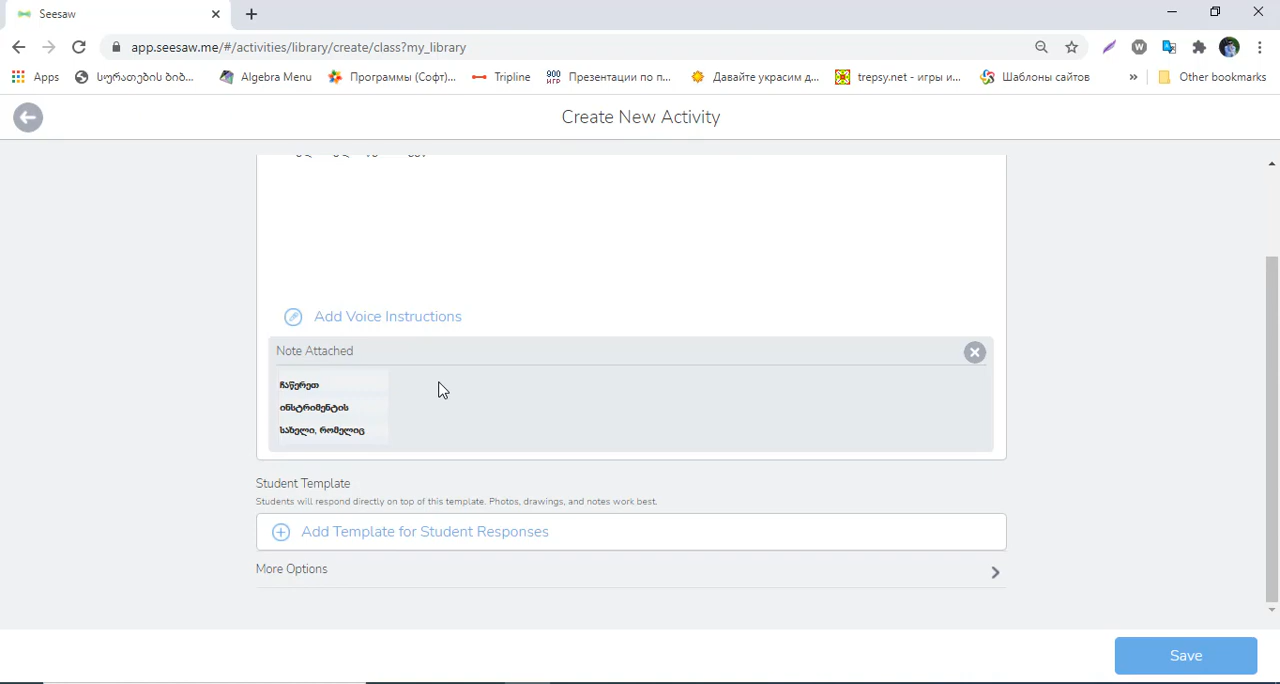 Seesaw
app.seesaw.me/#/activities/library/create/class?my_library
Apps
Algebra Menu
Программы (Софт)...
Tripline
Презентации по п...
Давайте украсим д...
trepsy.net - игры и...
Шаблоны сайтов
»
Other bookmarks
Create New Activity
Add Voice Instructions
Note Attached
ჩაწერეთ
ინსტრიმენტის
სახელი, რომელიც
Student Template
Students will respond directly on top of this template. Photos, drawings, and notes work best.
Add Template for Student Responses
More Options
Save